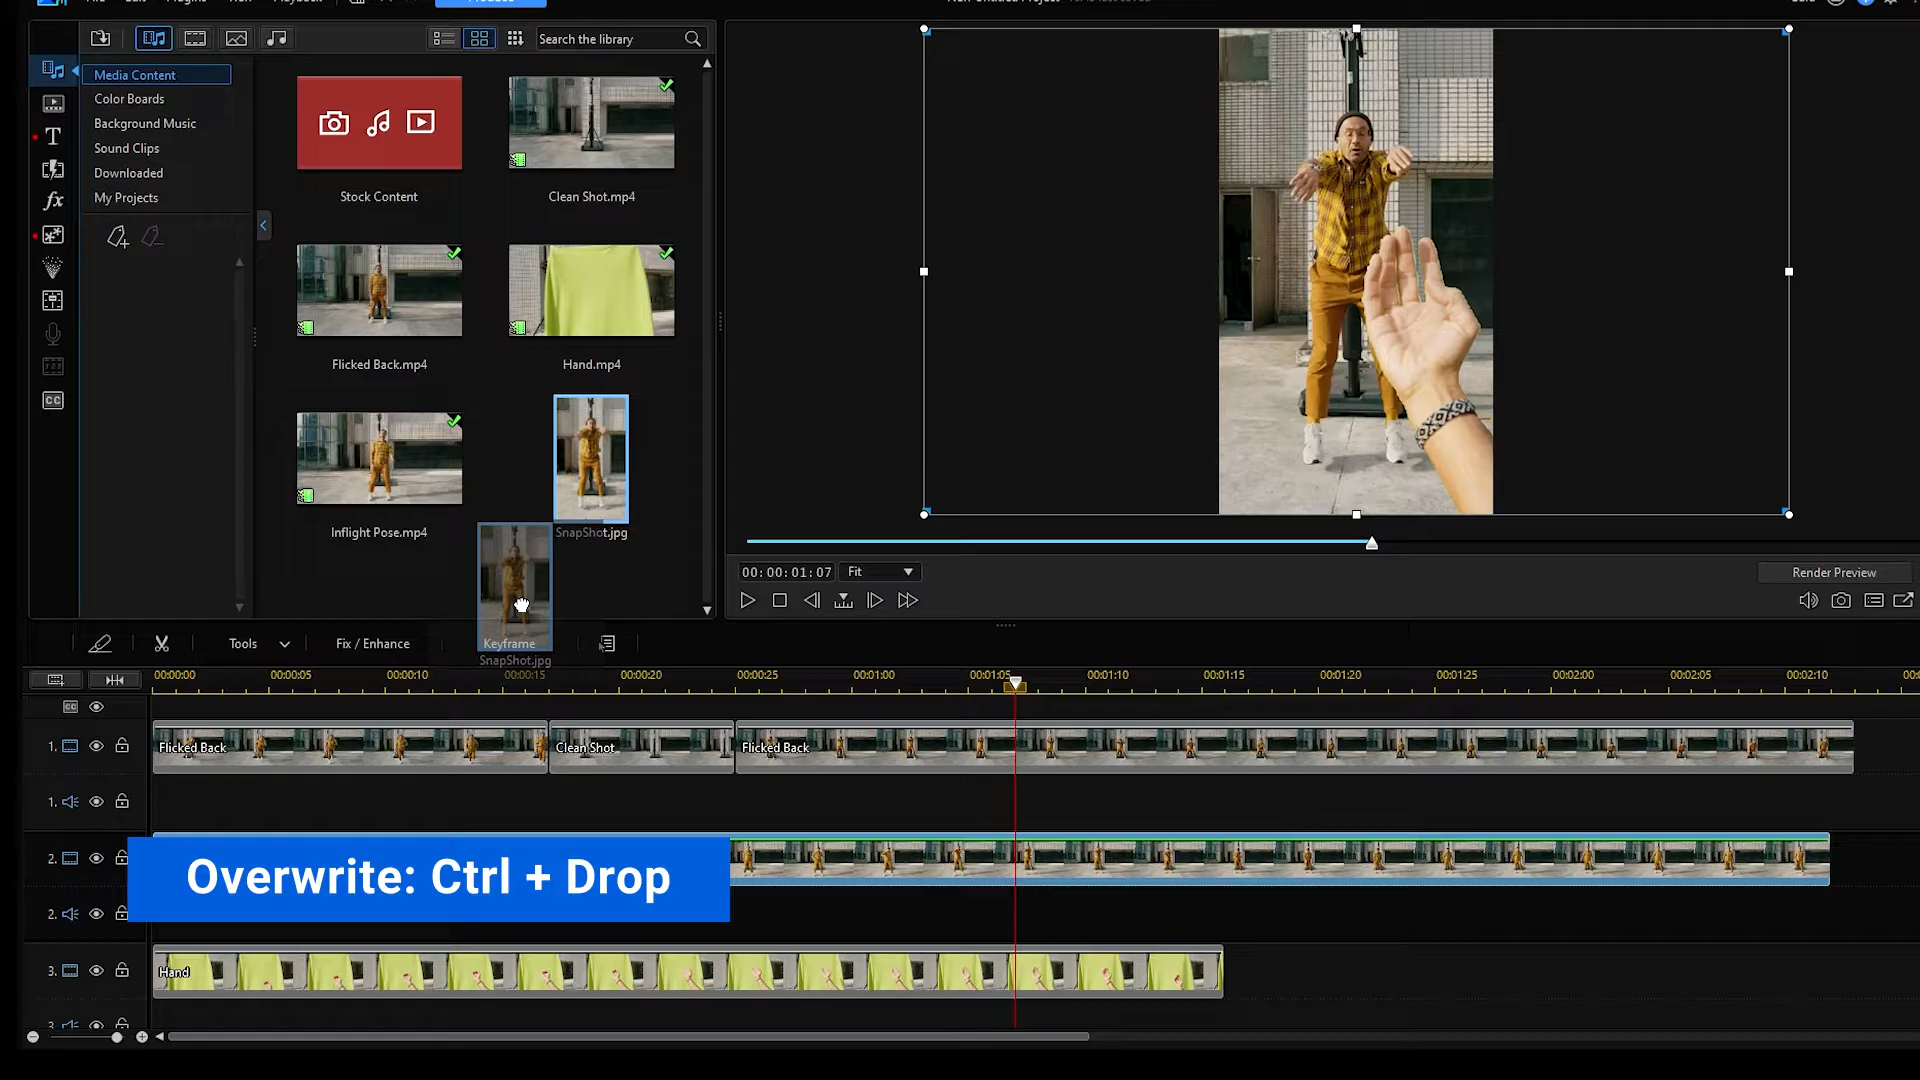 Search the library
Media Content
Color Boards
Background Music
Sound Clips
Downloaded
My Projects
Stock Content
Clean Shot.mp4
Flicked Back.mp4
Hand.mp4
Inflight Pose.mp4
SnapShot.jpg
T
fx
CC
00:00:01:07
Fit
Render Preview
Tools
Fix / Enhance
Keyframe
SnapShot.jpg
00:00:00
00:00:05
00:00:10
00:00:15
00:00:20
00:00:25
00:01:00
00:01:05
00:01:10
00:01:15
00:01:20
00:01:25
00:02:00
00:02:05
00:02:10
1.
Flicked Back
Clean Shot
Flicked Back
1.
2.
Overwrite: Ctrl + Drop
2.
3.
Hand
3.